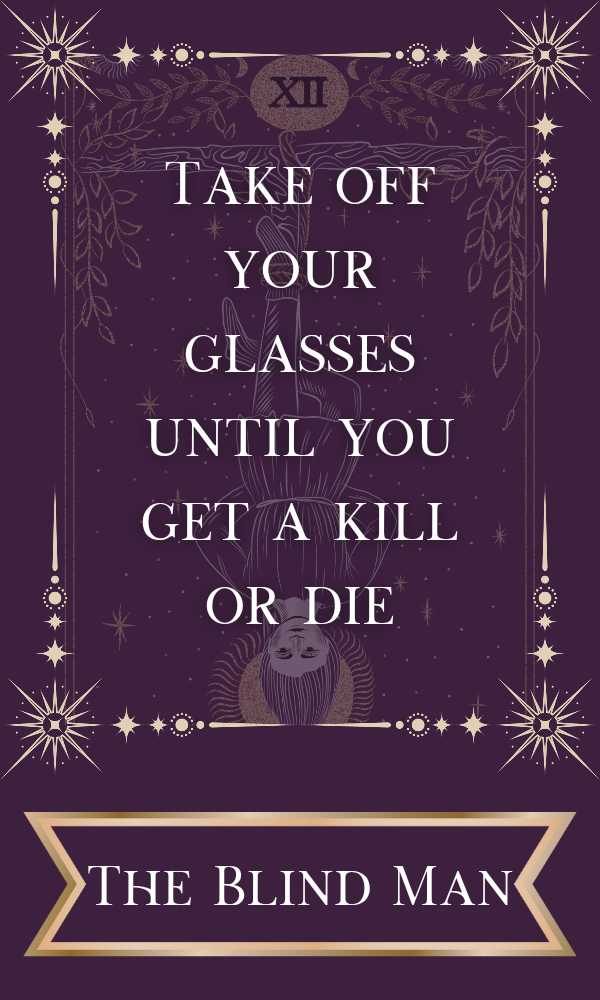 XII
Take off
your
glasses
until you
get a kill
or die
The Blind Man